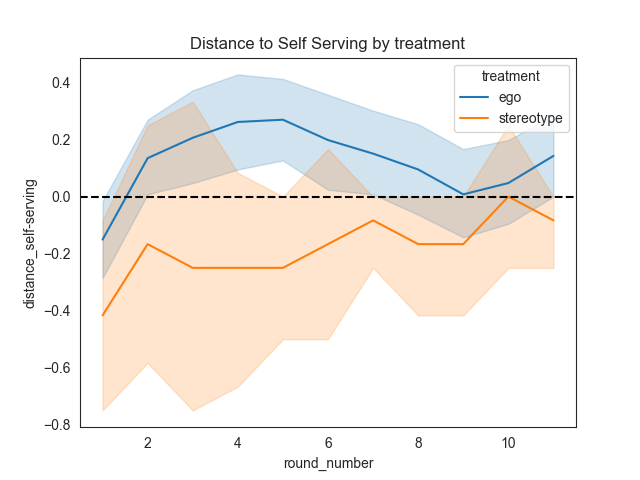 Distance to Self Serving by treatment
treatment
ego
stereotype
distance_self-serving
0.4
0.2
0.0
−0.2
−0.4
−0.6
−0.8
2
4
6
8
10
round_number